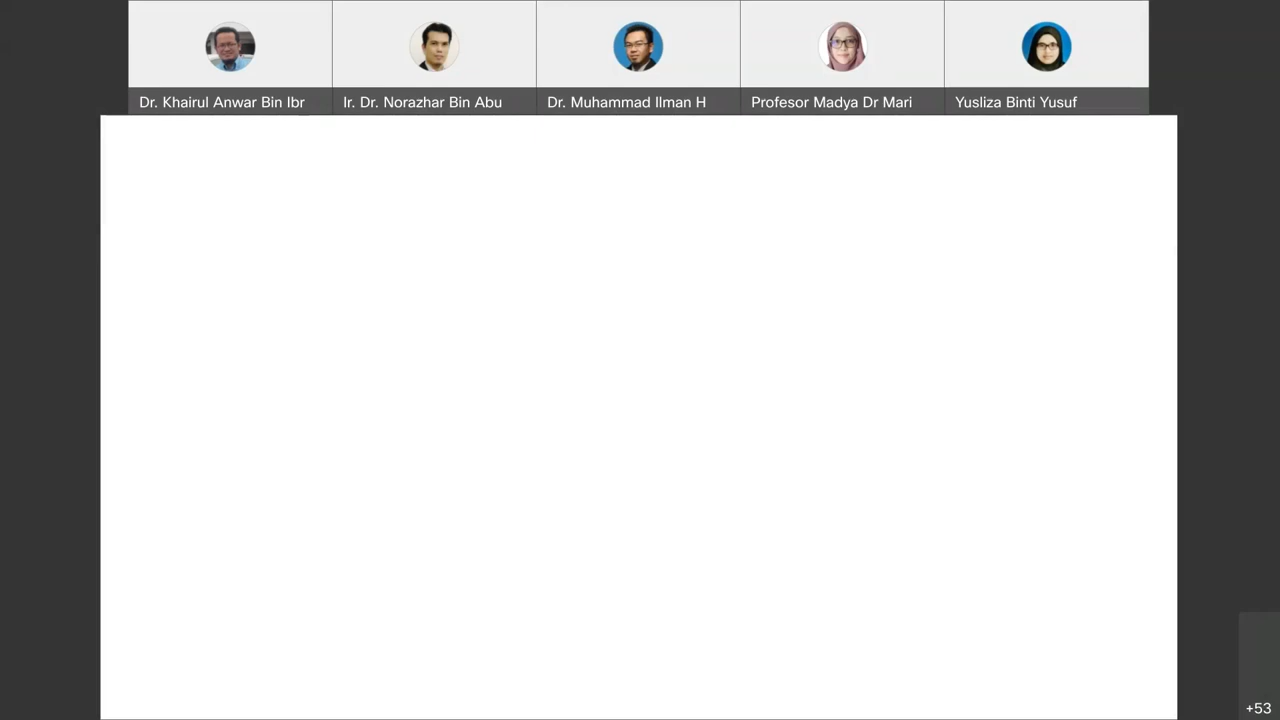 Dr. Khairul Anwar Bin Ibr
Ir. Dr. Norazhar Bin Abu
Dr. Muhammad Ilman H
Profesor Madya Dr Mari
Yusliza Binti Yusuf
+53